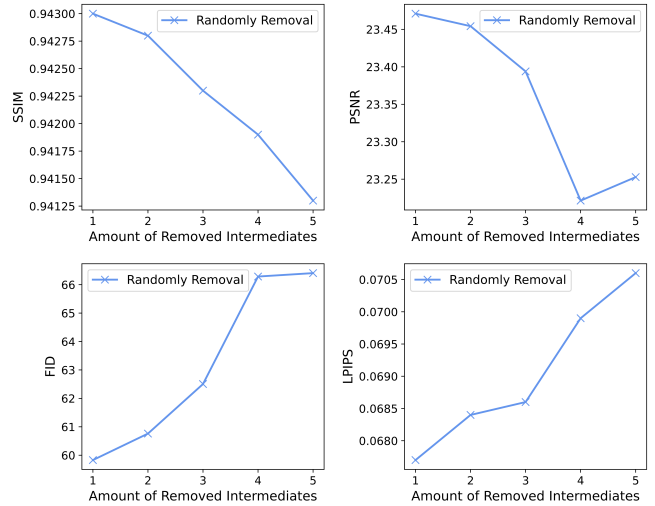 SSIM
0.94300
0.94275
0.94250
0.94225
0.94200
0.94175
0.94150
0.94125
Randomly Removal
1 2 3 4 5
Amount of Removed Intermediates
PSNR
23.45
23.40
23.35
23.30
23.25
Randomly Removal
1 2 3 4 5
Amount of Removed Intermediates
FID
66
65
64
63
62
61
60
Randomly Removal
1 2 3 4 5
Amount of Removed Intermediates
LPIPS
0.0705
0.0700
0.0695
0.0690
0.0685
0.0680
Randomly Removal
1 2 3 4 5
Amount of Removed Intermediates